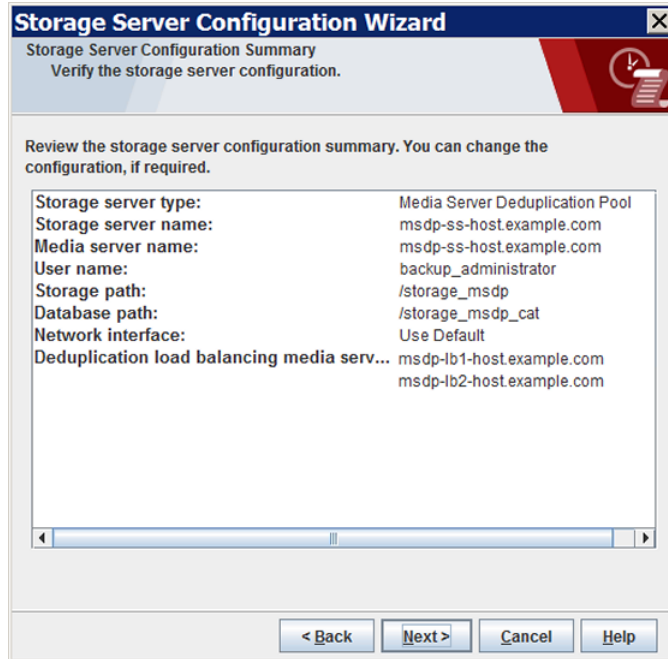 Storage Server Configuration Wizard
Storage Server Configuration Summary
Verify the storage server configuration.
Review the storage server configuration summary. You can change the
configuration, if required.
Storage server type: Media Server Deduplication Pool
Storage server name: msdp-ss-host.example.com
Media server name: msdp-ss-host.example.com
User name: backup_administrator
Storage path: /storage_msdp
Database path: /storage_msdp_cat
Network interface: Use Default
Deduplication load balancing media serv... msdp-lb1-host.example.com
msdp-lb2-host.example.com
< Back Next > Cancel Help